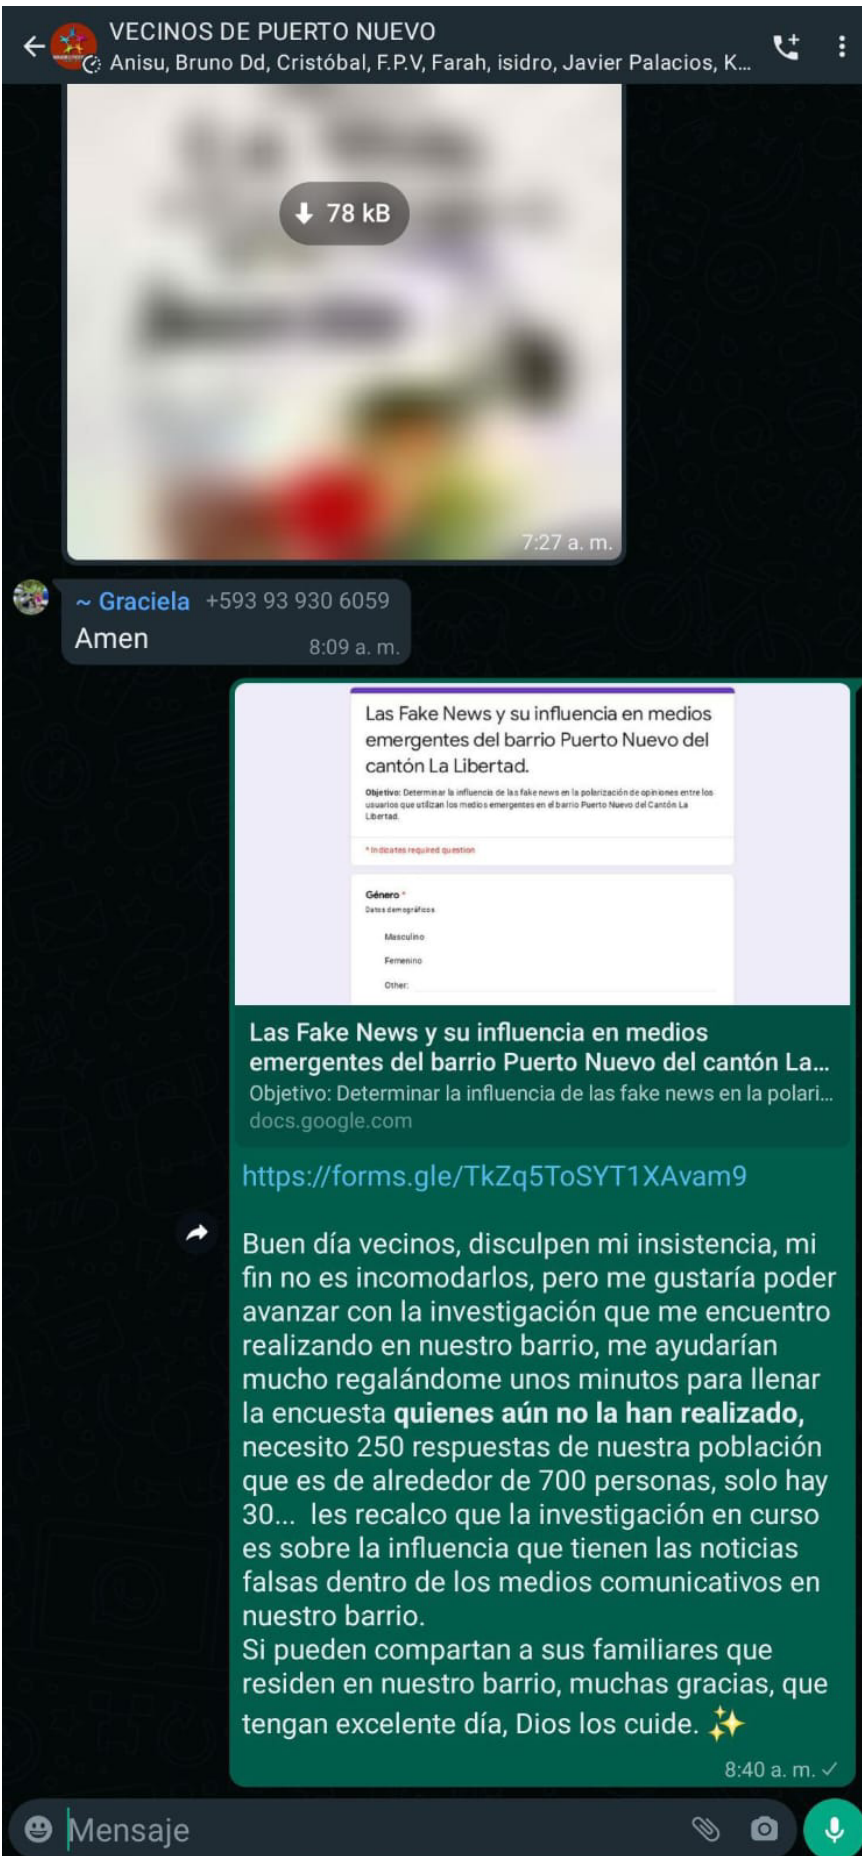 VECINOS DE PUERTO NUEVO
Anisu, Bruno Dd, Cristóbal, F.P.V, Farah, isidro, Javier Palacios, K...
78 kB
7:27 a. m.
~ Graciela +593 93 930 6059
Amen
8:09 a. m.
Las Fake News y su influencia en medios
emergentes del barrio Puerto Nuevo del
cantón La Libertad.
Objetivo: Determinar la influencia de las fake news en la polarización de opiniones entre los
usuarios que utilizan los medios emergentes en el barrio Puerto Nuevo del Cantón La
Libertad.
* Indicates required question
Género *
Datos demográficos
Masculino
Femenino
Other:
Las Fake News y su influencia en medios
emergentes del barrio Puerto Nuevo del cantón La...
Objetivo: Determinar la influencia de las fake news en la polari...
docs.google.com
https://forms.gle/TkZq5ToSYT1XAvam9
Buen día vecinos, disculpen mi insistencia, mi
fin no es incomodarlos, pero me gustaría poder
avanzar con la investigación que me encuentro
realizando en nuestro barrio, me ayudarían
mucho regalándome unos minutos para llenar
la encuesta quienes aún no la han realizado,
necesito 250 respuestas de nuestra población
que es de alrededor de 700 personas, solo hay
30... les recalco que la investigación en curso
es sobre la influencia que tienen las noticias
falsas dentro de los medios comunicativos en
nuestro barrio.
Si pueden compartan a sus familiares que
residen en nuestro barrio, muchas gracias, que
tengan excelente día, Dios los cuide. ✨
8:40 a. m.
Mensaje